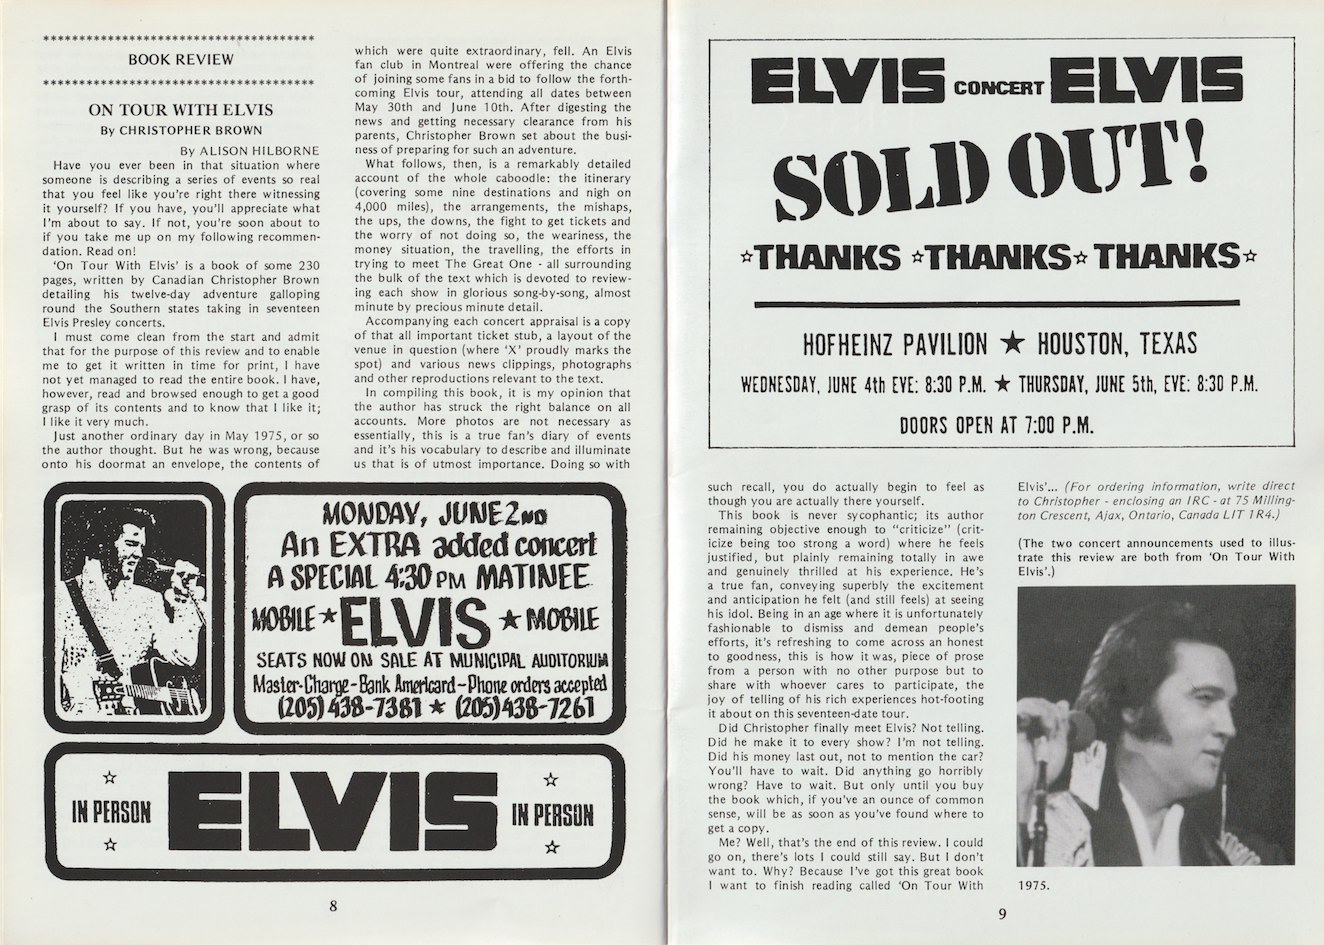 **************************************
BOOK REVIEW
**************************************
ON TOUR WITH ELVIS
By CHRISTOPHER BROWN
By ALISON HILBORNE
Have you ever been in that situation where
someone is describing a series of events so real
that you feel like you're right there witnessing
it yourself? If you have, you'll appreciate what
I'm about to say. If not, you're soon about to
if you take me up on my following recommen-
dation. Read on!
'On Tour With Elvis' is a book of some 230
pages, written by Canadian Christopher Brown
detailing his twelve-day adventure galloping
round the Southern states taking in seventeen
Elvis Presley concerts.
I must come clean from the start and admit
that for the purpose of this review and to enable
me to get it written in time for print, I have
not yet managed to read the entire book. I have,
however, read and browsed enough to get a good
grasp of its contents and to know that I like it;
I like it very much.
Just another ordinary day in May 1975, or so
the author thought. But he was wrong, because
onto his doormat an envelope, the contents of
which were quite extraordinary, fell. An Elvis
fan club in Montreal were offering the chance
of joining some fans in a bid to follow the forth-
coming Elvis tour, attending all dates between
May 30th and June 10th. After digesting the
news and getting necessary clearance from his
parents, Christopher Brown set about the busi-
ness of preparing for such an adventure.
What follows, then, is a remarkably detailed
account of the whole caboodle: the itinerary
(covering some nine destinations and nigh on
4,000 miles), the arrangements, the mishaps,
the ups, the downs, the fight to get tickets and
the worry of not doing so, the weariness, the
money situation, the travelling, the efforts in
trying to meet The Great One - all surrounding
the bulk of the text which is devoted to review-
ing each show in glorious song-by-song, almost
minute by precious minute detail.
Accompanying each concert appraisal is a copy
of that all important ticket stub, a layout of the
venue in question (where 'X' proudly marks the
spot) and various news clippings, photographs
and other reproductions relevant to the text.
In compiling this book, it is my opinion that
the author has struck the right balance on all
accounts. More photos are not necessary as
essentially, this is a true fan's diary of events
and it's his vocabulary to describe and illuminate
us that is of utmost importance. Doing so with
MONDAY, JUNE 2ND
An EXTRA added concert
A SPECIAL 4:30 PM MATINEE
MOBILE ★ ELVIS ★ MOBILE
SEATS NOW ON SALE AT MUNICIPAL AUDITORIUM
Master-Charge - Bank Americard - Phone orders accepted
(205) 438-7381 ★ (205) 438-7261
☆ IN PERSON ☆ ELVIS ☆ IN PERSON ☆
8
ELVIS CONCERT ELVIS
SOLD OUT!
☆THANKS ☆THANKS☆ THANKS☆
HOFHEINZ PAVILION ★ HOUSTON, TEXAS
WEDNESDAY, JUNE 4th EVE: 8:30 P.M. ★ THURSDAY, JUNE 5th, EVE: 8:30 P.M.
DOORS OPEN AT 7:00 P.M.
such recall, you do actually begin to feel as
though you are actually there yourself.
This book is never sycophantic; its author
remaining objective enough to "criticize" (crit-
icize being too strong a word) where he feels
justified, but plainly remaining totally in awe
and genuinely thrilled at his experience. He's
a true fan, conveying superbly the excitement
and anticipation he felt (and still feels) at seeing
his idol. Being in an age where it is unfortunately
fashionable to dismiss and demean people's
efforts, it's refreshing to come across an honest
to goodness, this is how it was, piece of prose
from a person with no other purpose but to
share with whoever cares to participate, the
joy of telling of his rich experiences hot-footing
it about on this seventeen-date tour.
Did Christopher finally meet Elvis? Not telling.
Did he make it to every show? I'm not telling.
Did his money last out, not to mention the car?
You'll have to wait. Did anything go horribly
wrong? Have to wait. But only until you buy
the book which, if you've an ounce of common
sense, will be as soon as you've found where to
get a copy.
Me? Well, that's the end of this review. I could
go on, there's lots I could still say. But I don't
want to. Why? Because I've got this great book
I want to finish reading called 'On Tour With
Elvis'... (For ordering information, write direct
to Christopher - enclosing an IRC - at 75 Milling-
ton Crescent, Ajax, Ontario, Canada LIT 1R4.)
(The two concert announcements used to illus-
trate this review are both from 'On Tour With
Elvis'.)
1975.
9